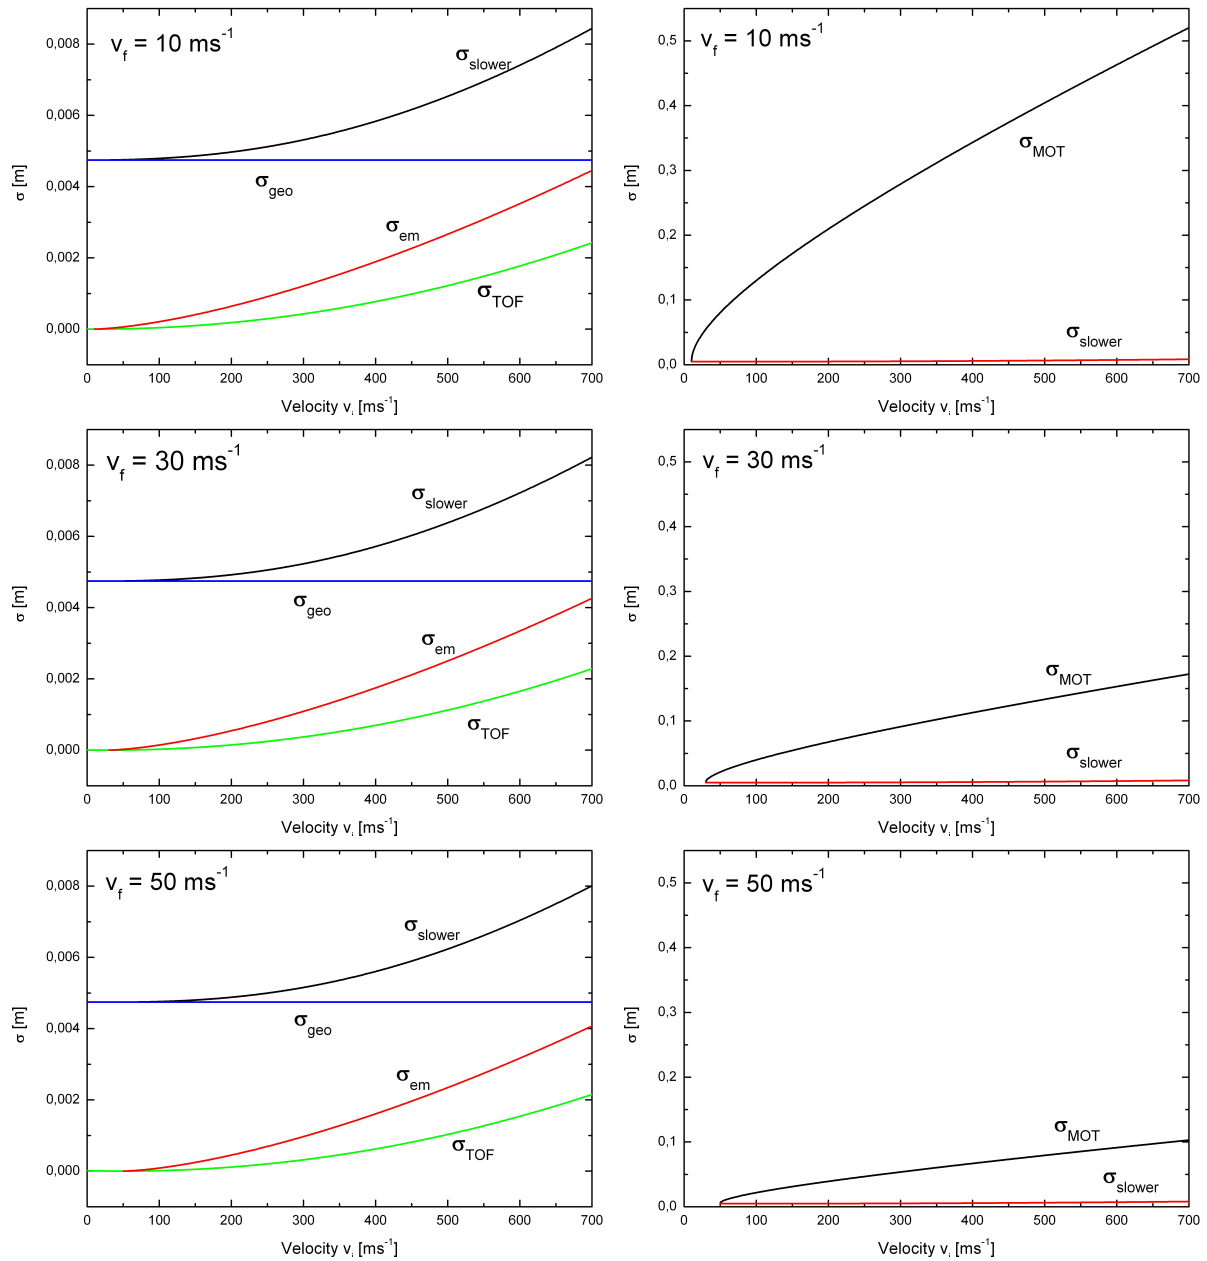 v_f = 10 ms⁻¹
σ_slower
σ_geo
σ_em
σ_TOF
0,008
0,006
0,004
0,002
0,000
σ [m]
0 100 200 300 400 500 600 700
Velocity v_i [ms⁻¹]
v_f = 10 ms⁻¹
σ_MOT
σ_slower
0,5
0,4
0,3
0,2
0,1
0,0
σ [m]
0 100 200 300 400 500 600 700
Velocity v_i [ms⁻¹]
v_f = 30 ms⁻¹
σ_slower
σ_geo
σ_em
σ_TOF
0,008
0,006
0,004
0,002
0,000
σ [m]
0 100 200 300 400 500 600 700
Velocity v_i [ms⁻¹]
v_f = 30 ms⁻¹
σ_MOT
σ_slower
0,5
0,4
0,3
0,2
0,1
0,0
σ [m]
0 100 200 300 400 500 600 700
Velocity v_i [ms⁻¹]
v_f = 50 ms⁻¹
σ_slower
σ_geo
σ_em
σ_TOF
0,008
0,006
0,004
0,002
0,000
σ [m]
0 100 200 300 400 500 600 700
Velocity v_i [ms⁻¹]
v_f = 50 ms⁻¹
σ_MOT
σ_slower
0,5
0,4
0,3
0,2
0,1
0,0
σ [m]
0 100 200 300 400 500 600 700
Velocity v_i [ms⁻¹]